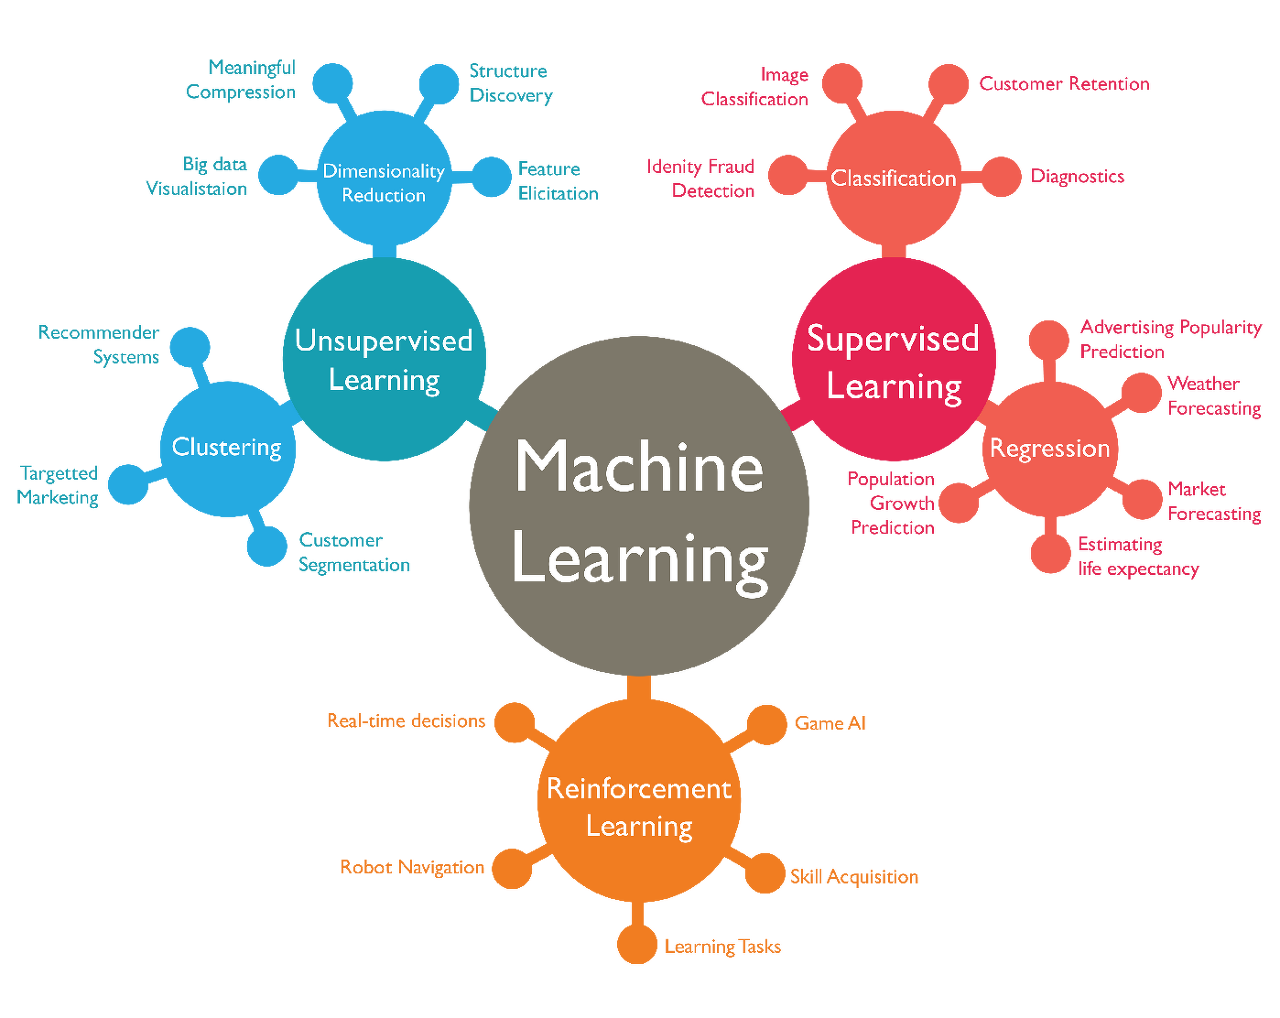 Meaningful
Compression
Structure
Discovery
Big data
Visualistaion
Dimensionality
Reduction
Feature
Elicitation
Image
Classification
Customer Retention
Idenity Fraud
Detection
Classification
Diagnostics
Unsupervised
Learning
Recommender
Systems
Clustering
Targetted
Marketing
Customer
Segmentation
Supervised
Learning
Advertising Popularity
Prediction
Weather
Forecasting
Regression
Population
Growth
Prediction
Market
Forecasting
Estimating
life expectancy
Machine
Learning
Real-time decisions
Game AI
Reinforcement
Learning
Robot Navigation
Skill Acquisition
Learning Tasks